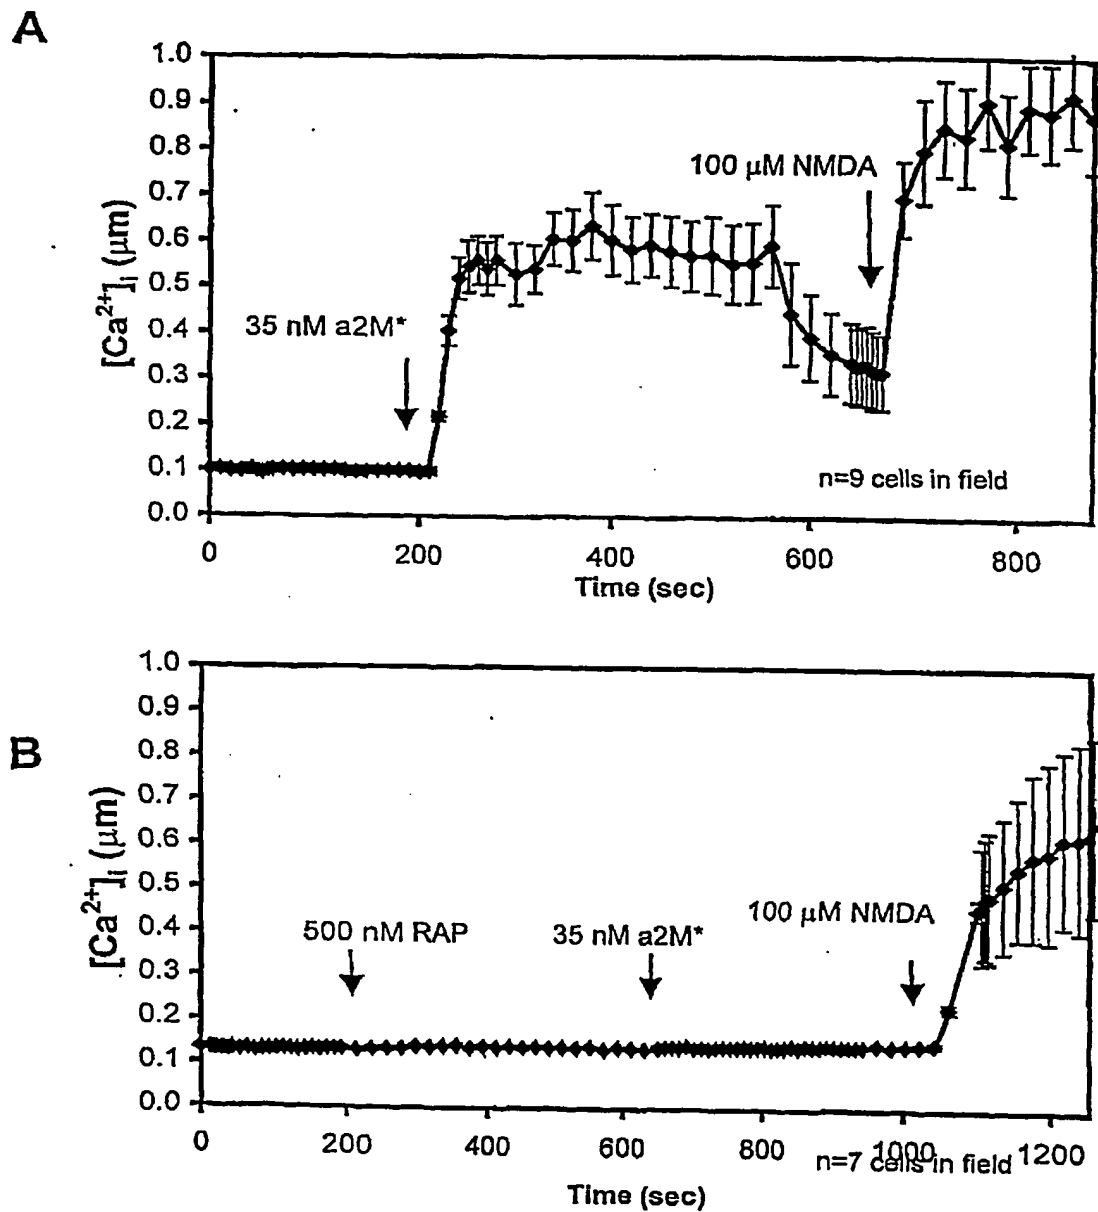 A
1.0
0.9
0.8
0.7
0.6
0.5
0.4
0.3
0.2
0.1
0.0
[Ca2+]i (μm)
100 μM NMDA
35 nM a2M*
n=9 cells in field
0 200 400 600 800
Time (sec)
B
1.0
0.9
0.8
0.7
0.6
0.5
0.4
0.3
0.2
0.1
0.0
[Ca2+]i (μm)
500 nM RAP
35 nM a2M*
100 μM NMDA
0 200 400 600 800 1000 1200
n=7 cells in field
Time (sec)